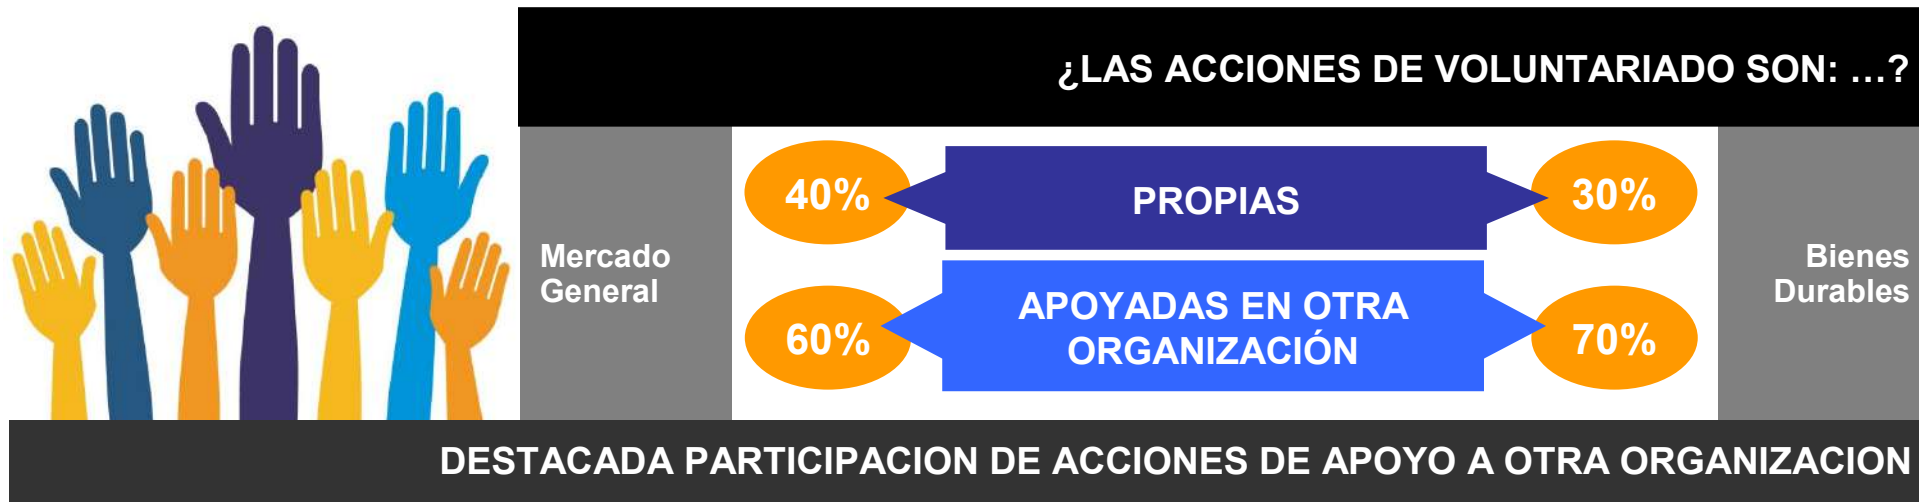 ¿LAS ACCIONES DE VOLUNTARIADO SON: ...?
Mercado
General
40%
PROPIAS
30%
60%
APOYADAS EN OTRA
ORGANIZACIÓN
70%
Bienes
Durables
DESTACADA PARTICIPACION DE ACCIONES DE APOYO A OTRA ORGANIZACION